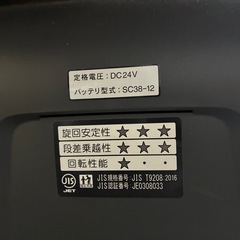 定格電圧：DC24V
バッテリ型式：SC38-12
旋回安定性 ★ ★ ★
段差乗越性 ★ ★ ★
回転性能 ・ ・ ★
JIS規格番号 JIS T9208:2016
JIS認証番号 JE0308033
JIS
JET